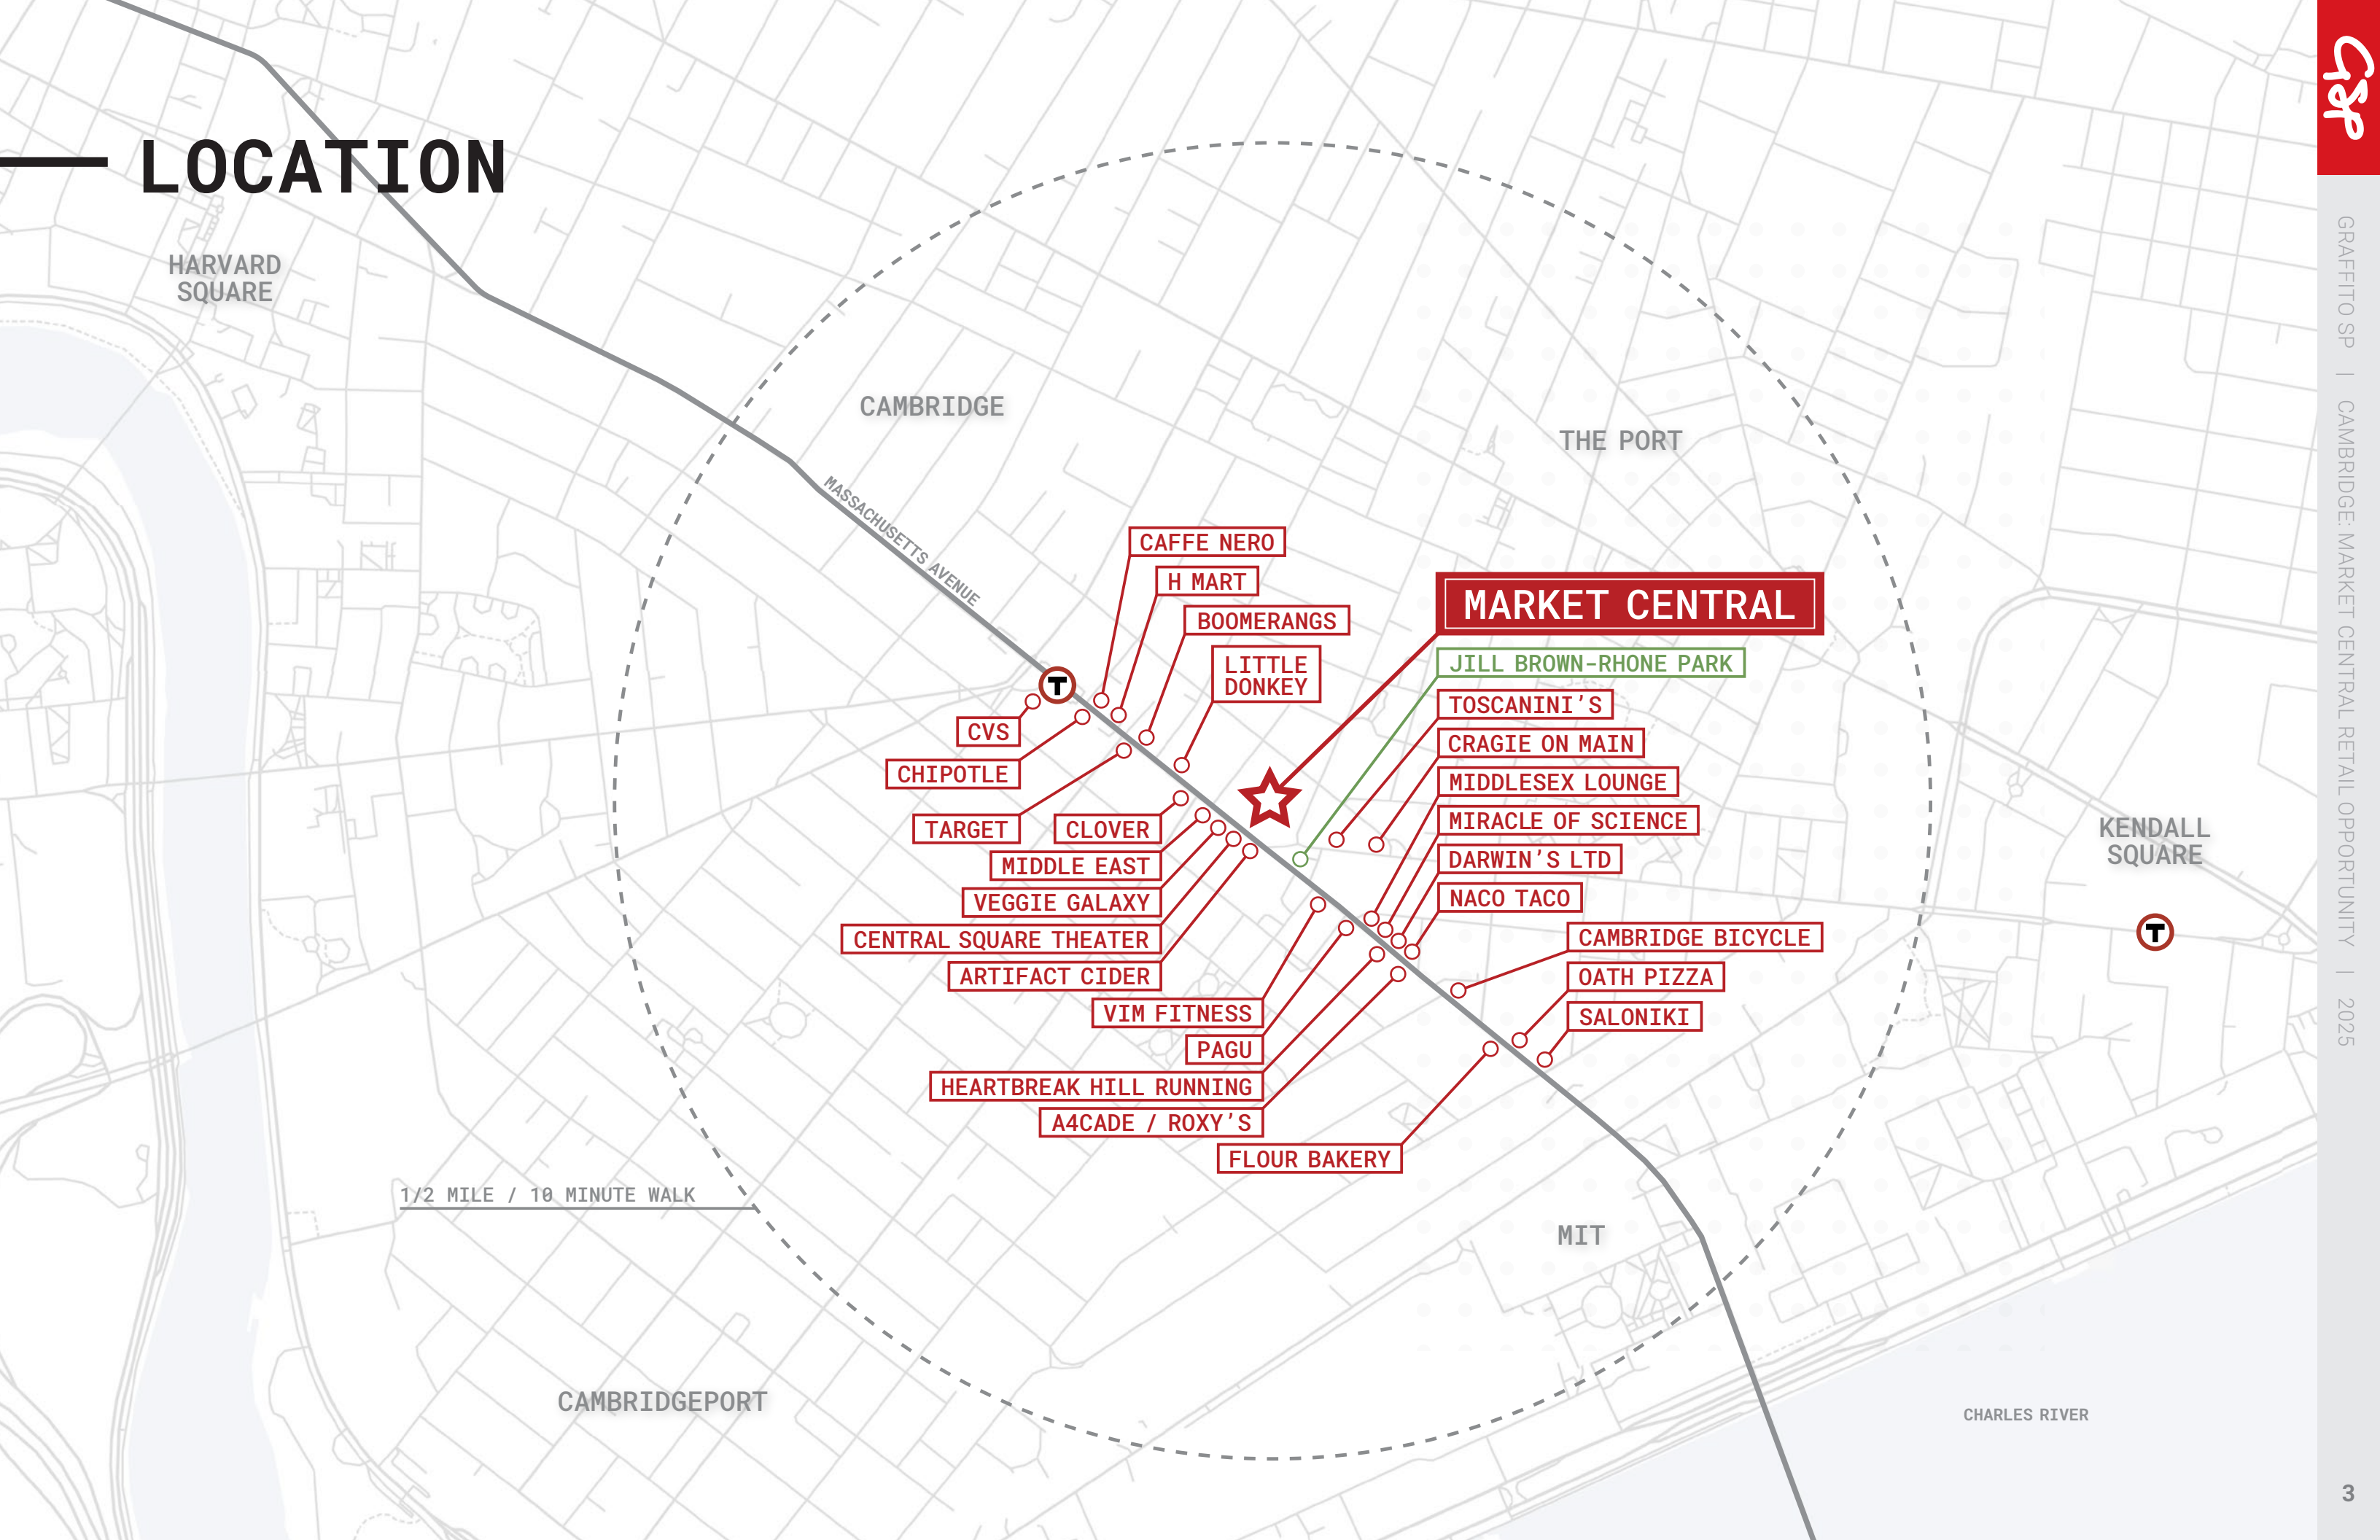 LOCATION
HARVARD
SQUARE
CAMBRIDGE
THE PORT
MASSACHUSETTS AVENUE
CAFFE NERO
H MART
BOOMERANGS
LITTLE
DONKEY
MARKET CENTRAL
JILL BROWN-RHONE PARK
TOSCANINI'S
CRAGIE ON MAIN
MIDDLESEX LOUNGE
MIRACLE OF SCIENCE
DARWIN'S LTD
NACO TACO
CAMBRIDGE BICYCLE
OATH PIZZA
SALONIKI
T
CVS
CHIPOTLE
TARGET
CLOVER
MIDDLE EAST
VEGGIE GALAXY
CENTRAL SQUARE THEATER
ARTIFACT CIDER
VIM FITNESS
PAGU
HEARTBREAK HILL RUNNING
A4CADE / ROXY'S
FLOUR BAKERY
KENDALL
SQUARE
T
1/2 MILE / 10 MINUTE WALK
MIT
CAMBRIDGEPORT
CHARLES RIVER
GSP
GRAFFITO SP | CAMBRIDGE: MARKET CENTRAL RETAIL OPPORTUNITY | 2025
3